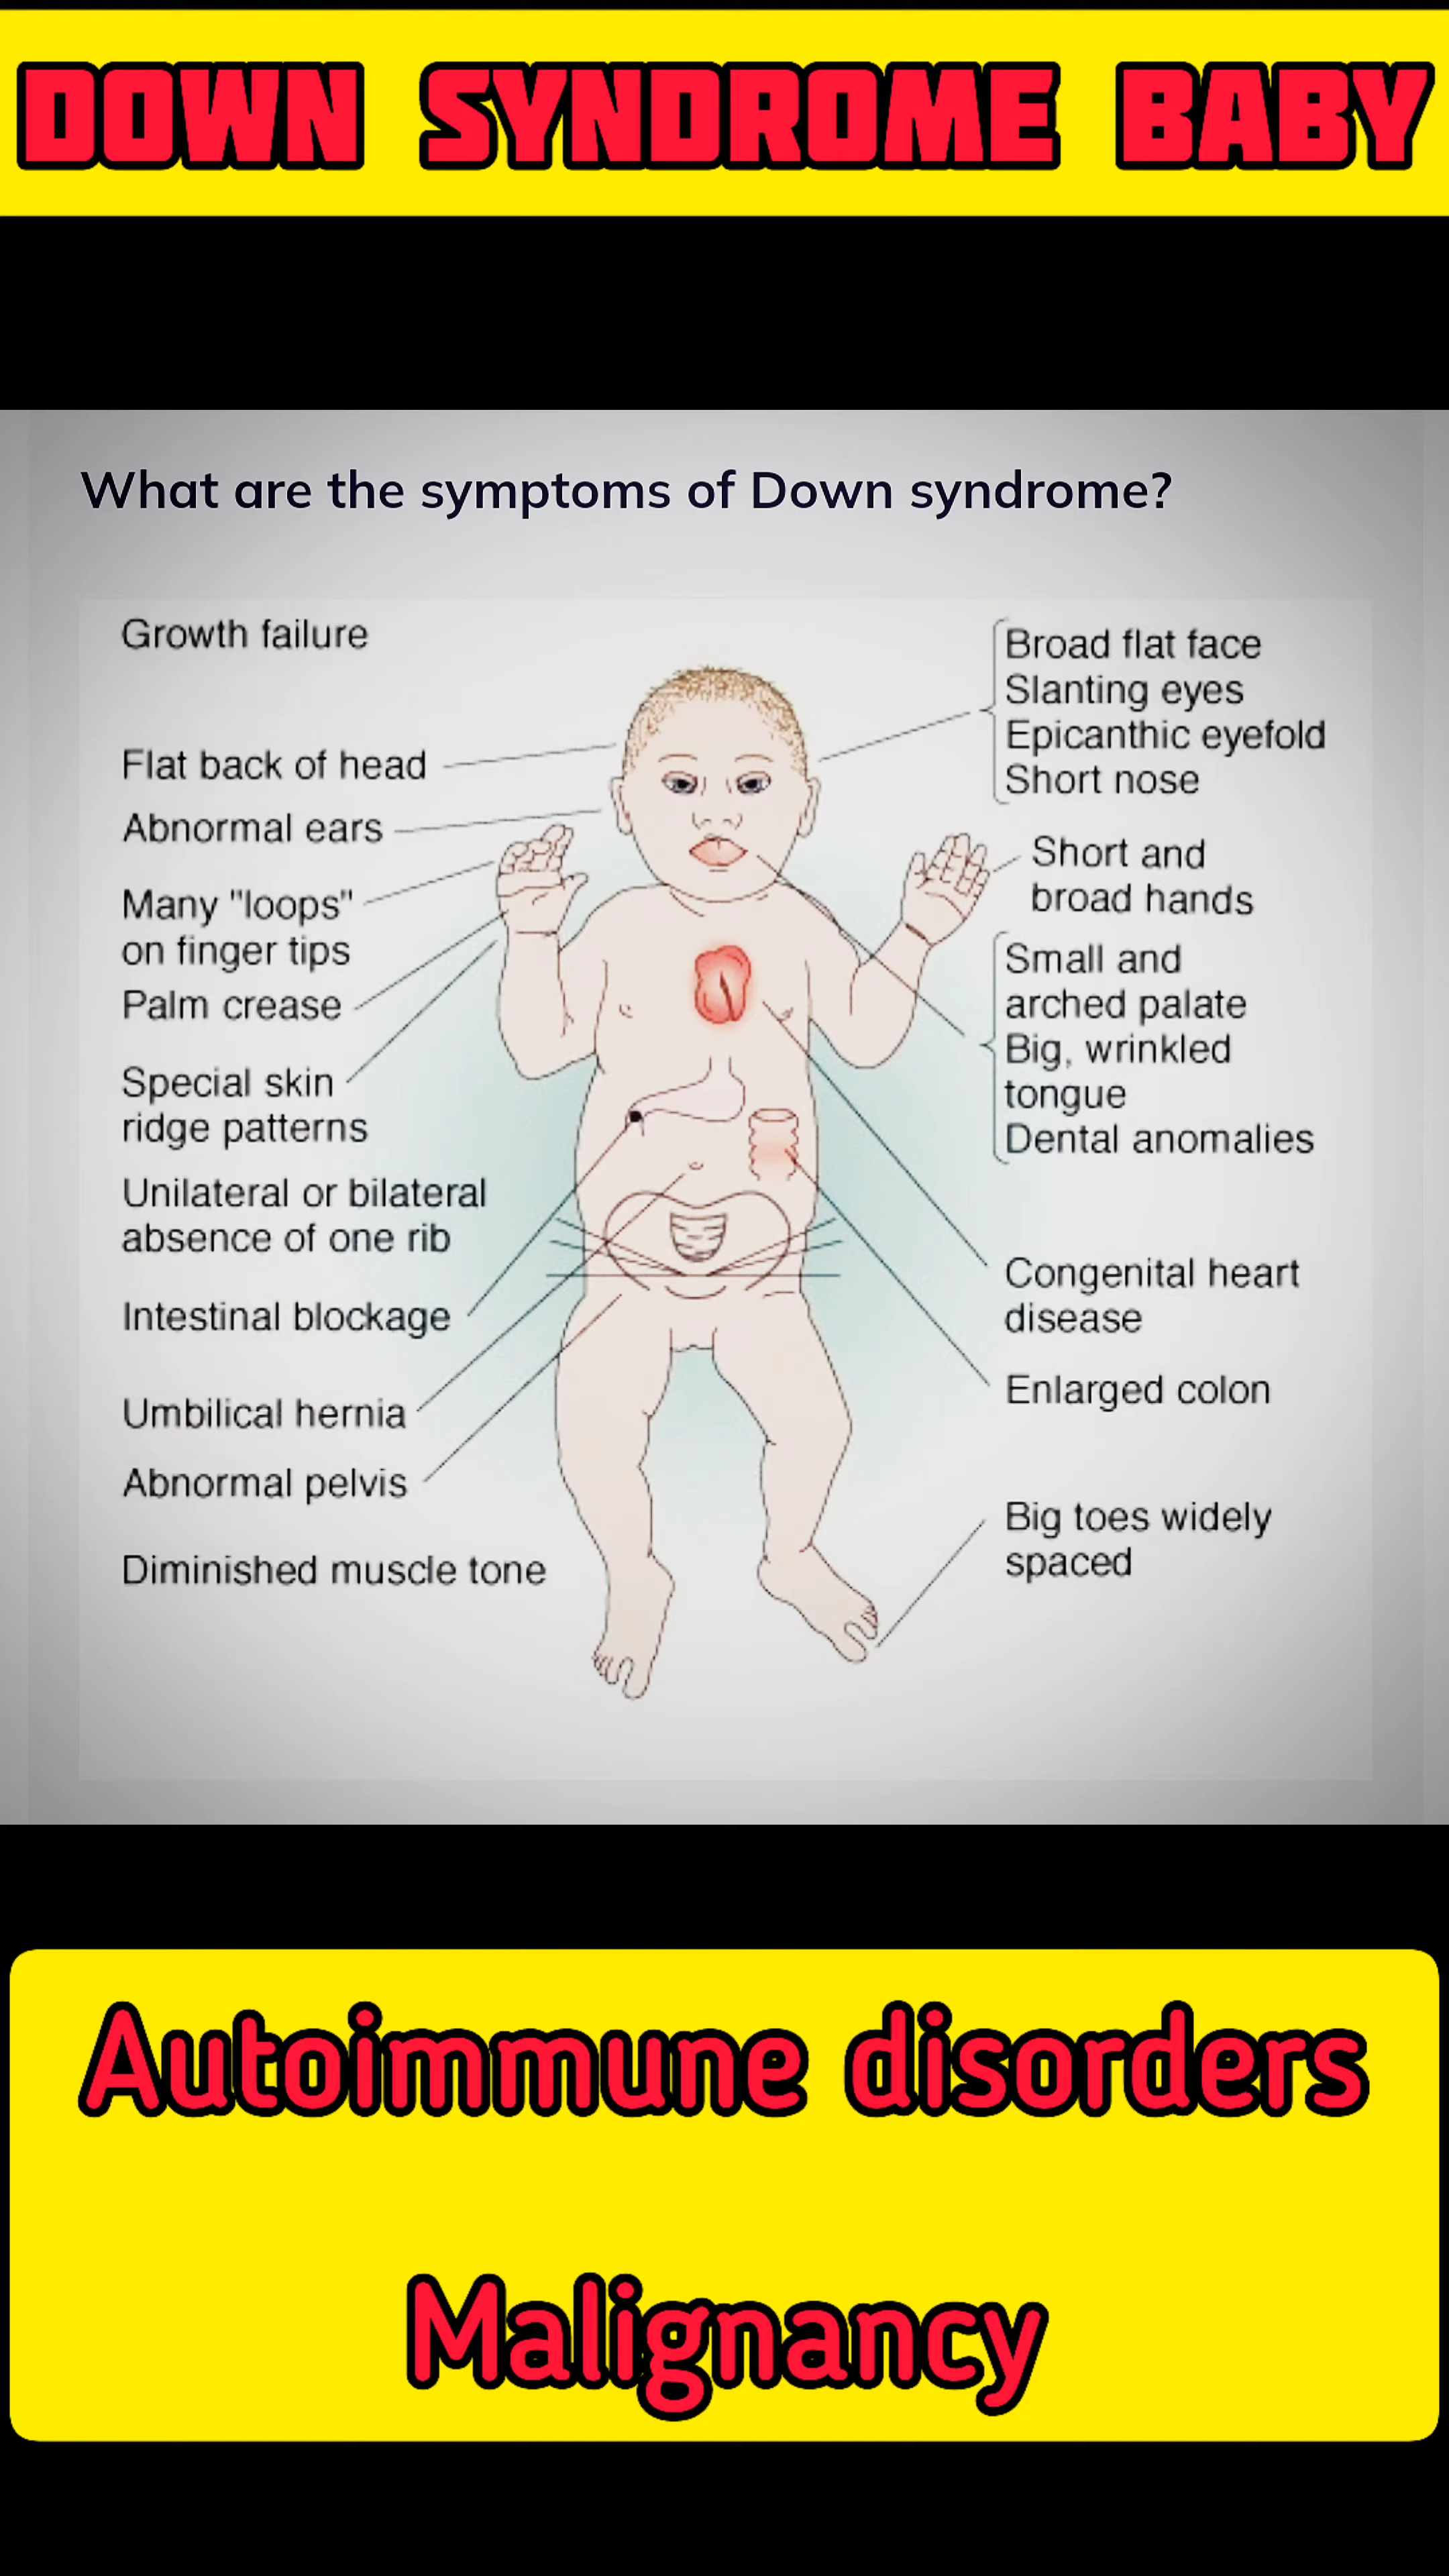 DOWN SYNDROME BABY
What are the symptoms of Down syndrome?
Growth failure
Flat back of head
Abnormal ears
Many "loops"
on finger tips
Palm crease
Special skin
ridge patterns
Unilateral or bilateral
absence of one rib
Intestinal blockage
Umbilical hernia
Abnormal pelvis
Diminished muscle tone
Broad flat face
Slanting eyes
Epicanthic eyefold
Short nose
Short and
broad hands
Small and
arched palate
Big, wrinkled
tongue
Dental anomalies
Congenital heart
disease
Enlarged colon
Big toes widely
spaced
Autoimmune disorders
Malignancy